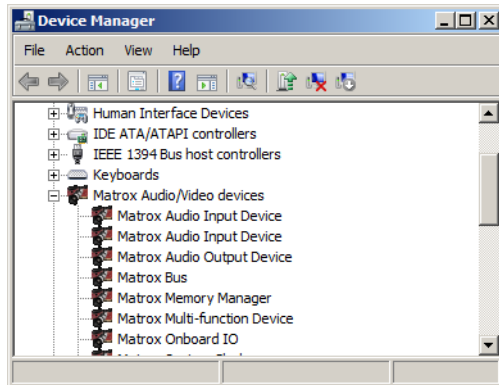 Device Manager
File Action View Help
Human Interface Devices
IDE ATA/ATAPI controllers
IEEE 1394 Bus host controllers
Keyboards
Matrox Audio/Video devices
Matrox Audio Input Device
Matrox Audio Input Device
Matrox Audio Output Device
Matrox Bus
Matrox Memory Manager
Matrox Multi-function Device
Matrox Onboard IO